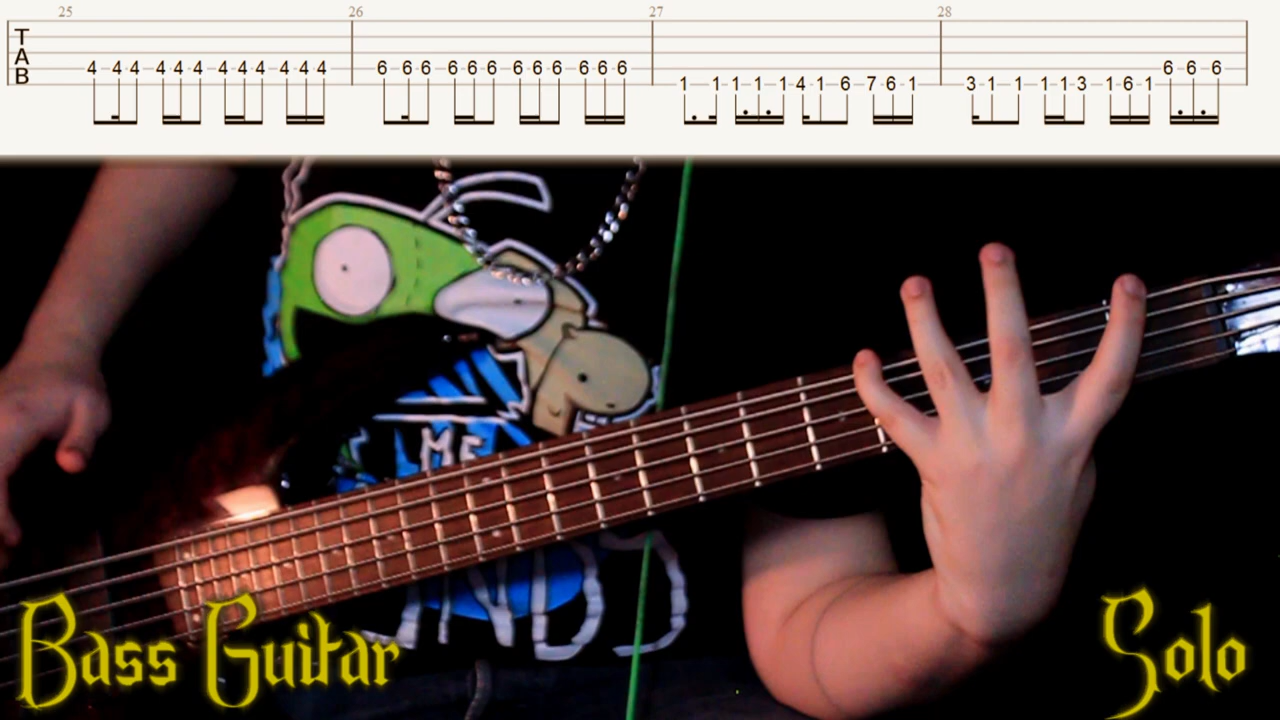 25 26 27 28
T
A
B
4 4 4 4 4 4 4 4 4 4 4 4 6 6 6 6 6 6 6 6 6 6 6 6 1 1 1 1 1 4 1 6 7 6 1 3 1 1 1 1 3 1 6 1 6 6 6
ME
Bass Guitar
Solo